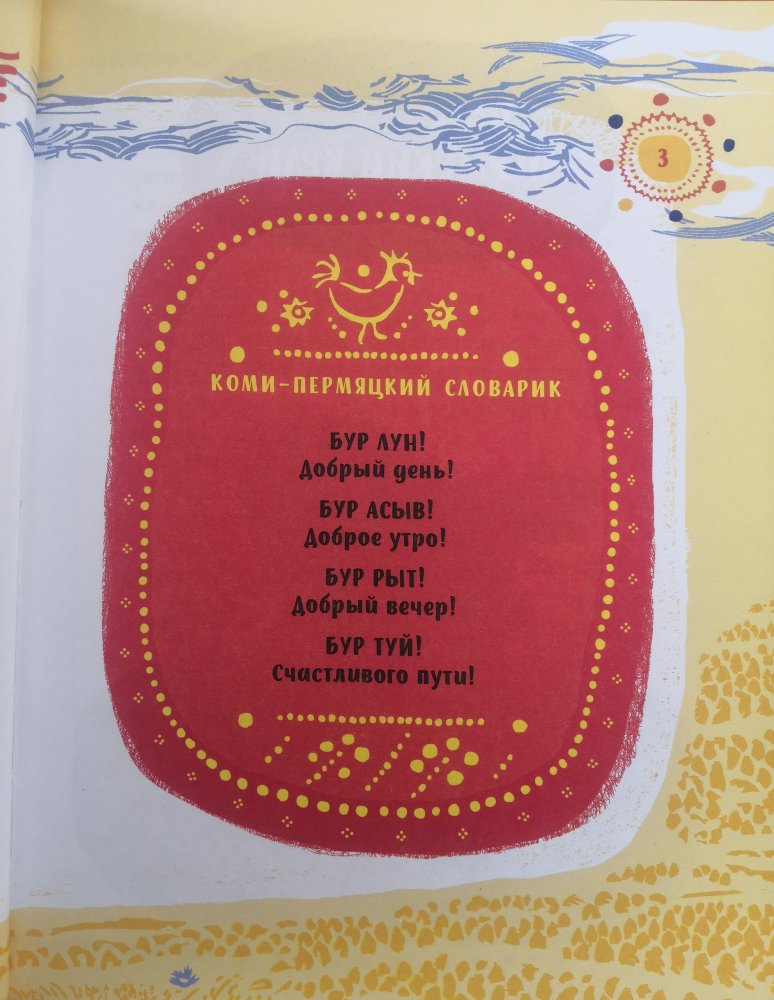 3
КОМИ-ПЕРМЯЦКИЙ СЛОВАРИК
БУР ЛУН!
Добрый день!
БУР АСЫВ!
Доброе утро!
БУР РЫТ!
Добрый вечер!
БУР ТУЙ!
Счастливого пути!